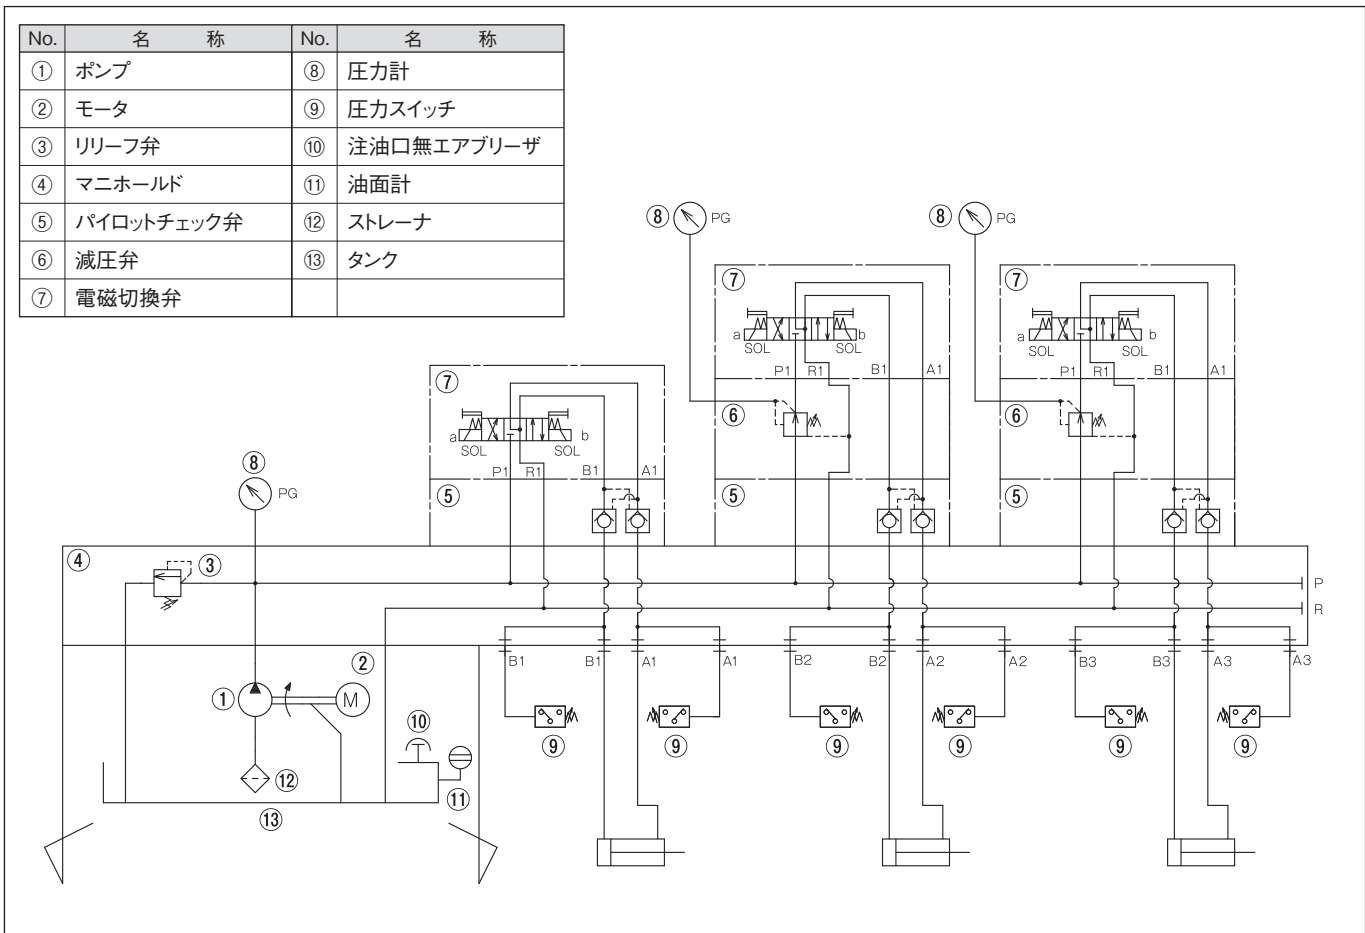 No. 名 称 No. 名 称
① ポンプ ⑧ 圧力計
② モータ ⑨ 圧力スイッチ
③ リリーフ弁 ⑩ 注油口無エアブリーザ
④ マニホールド ⑪ 油面計
⑤ パイロットチェック弁 ⑫ ストレーナ
⑥ 減圧弁 ⑬ タンク
⑦ 電磁切換弁
⑧ PG ⑧ PG
⑦ ⑦
a b a b
SOL SOL SOL SOL
P1 R1 B1 A1 P1 R1 B1 A1
⑦
⑥ ⑥
a b
SOL SOL
P1 R1 B1 A1
⑧ PG
⑤ ⑤ ⑤
④ ③
P
R
B1 B1 A1 A1 B2 B2 A2 A2 B3 B3 A3 A3
②
① M
⑩
⑨ ⑨ ⑨ ⑨ ⑨ ⑨
⑫ ⑪
⑬